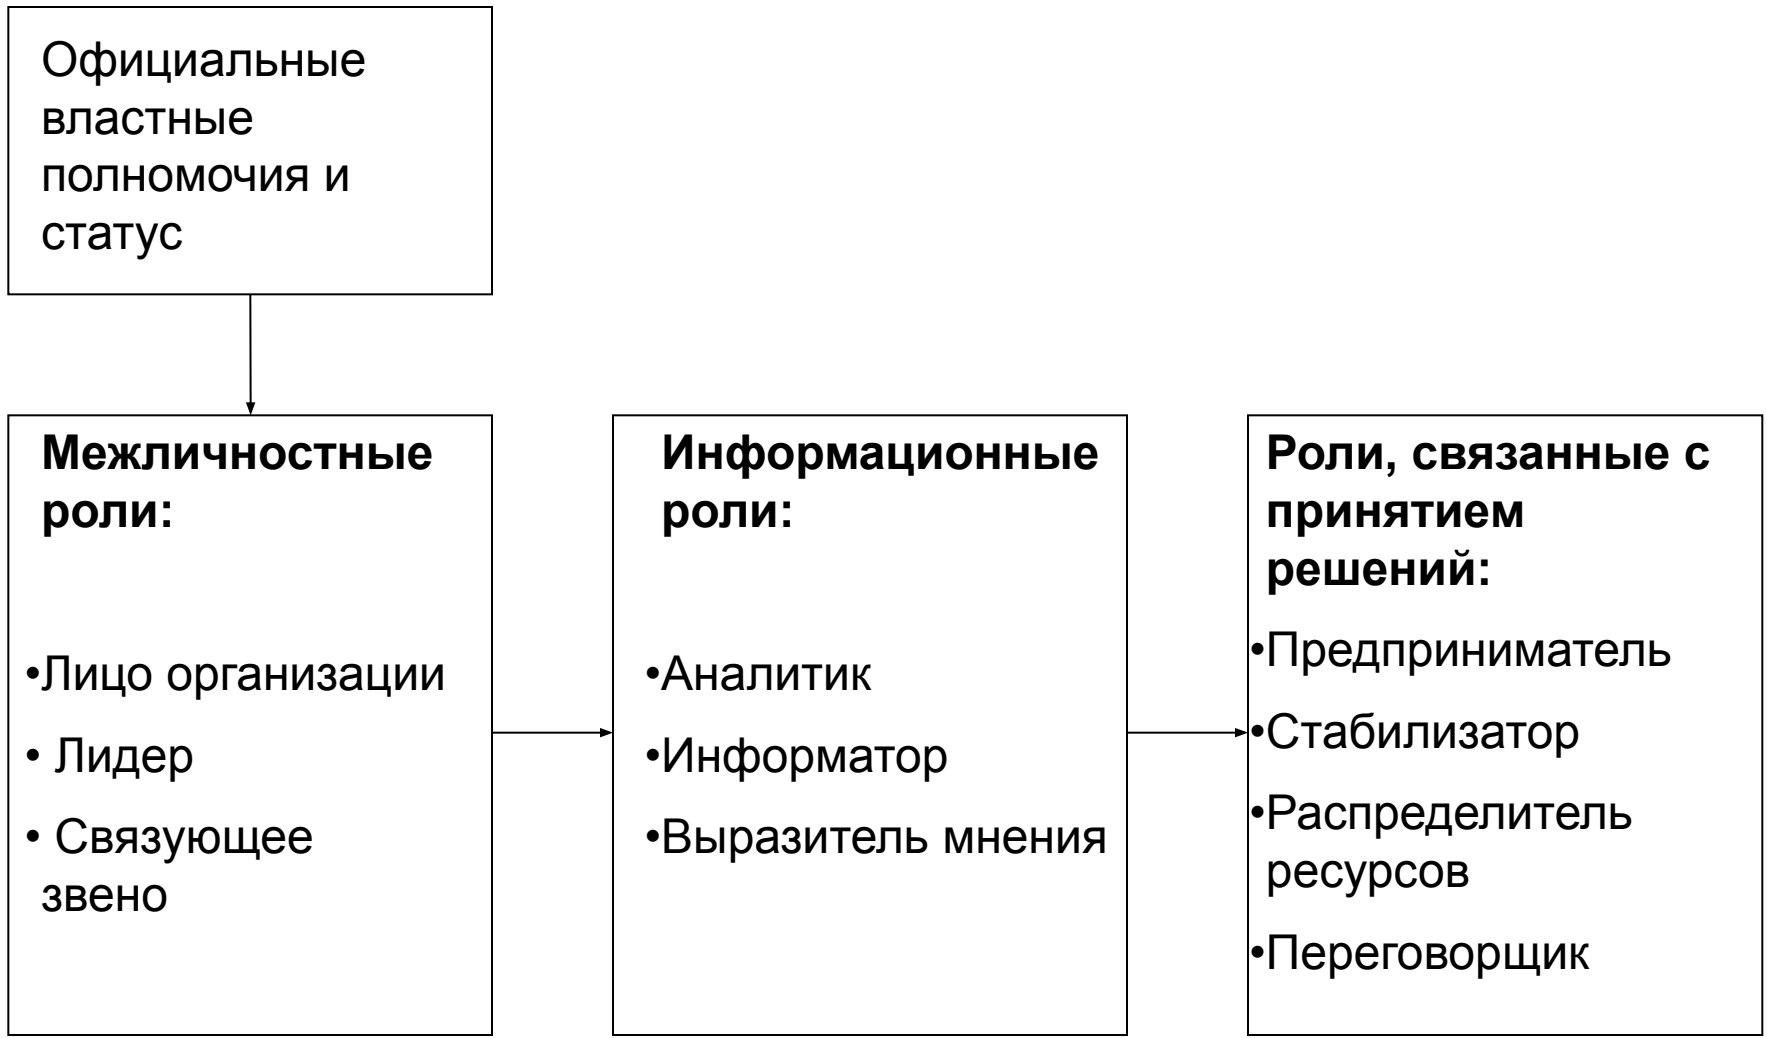 Официальные
властные
полномочия и
статус
Межличностные
роли:
•Лицо организации
• Лидер
• Связующее
звено
Информационные
роли:
•Аналитик
•Информатор
•Выразитель мнения
Роли, связанные с
принятием
решений:
•Предприниматель
•Стабилизатор
•Распределитель
ресурсов
•Переговорщик